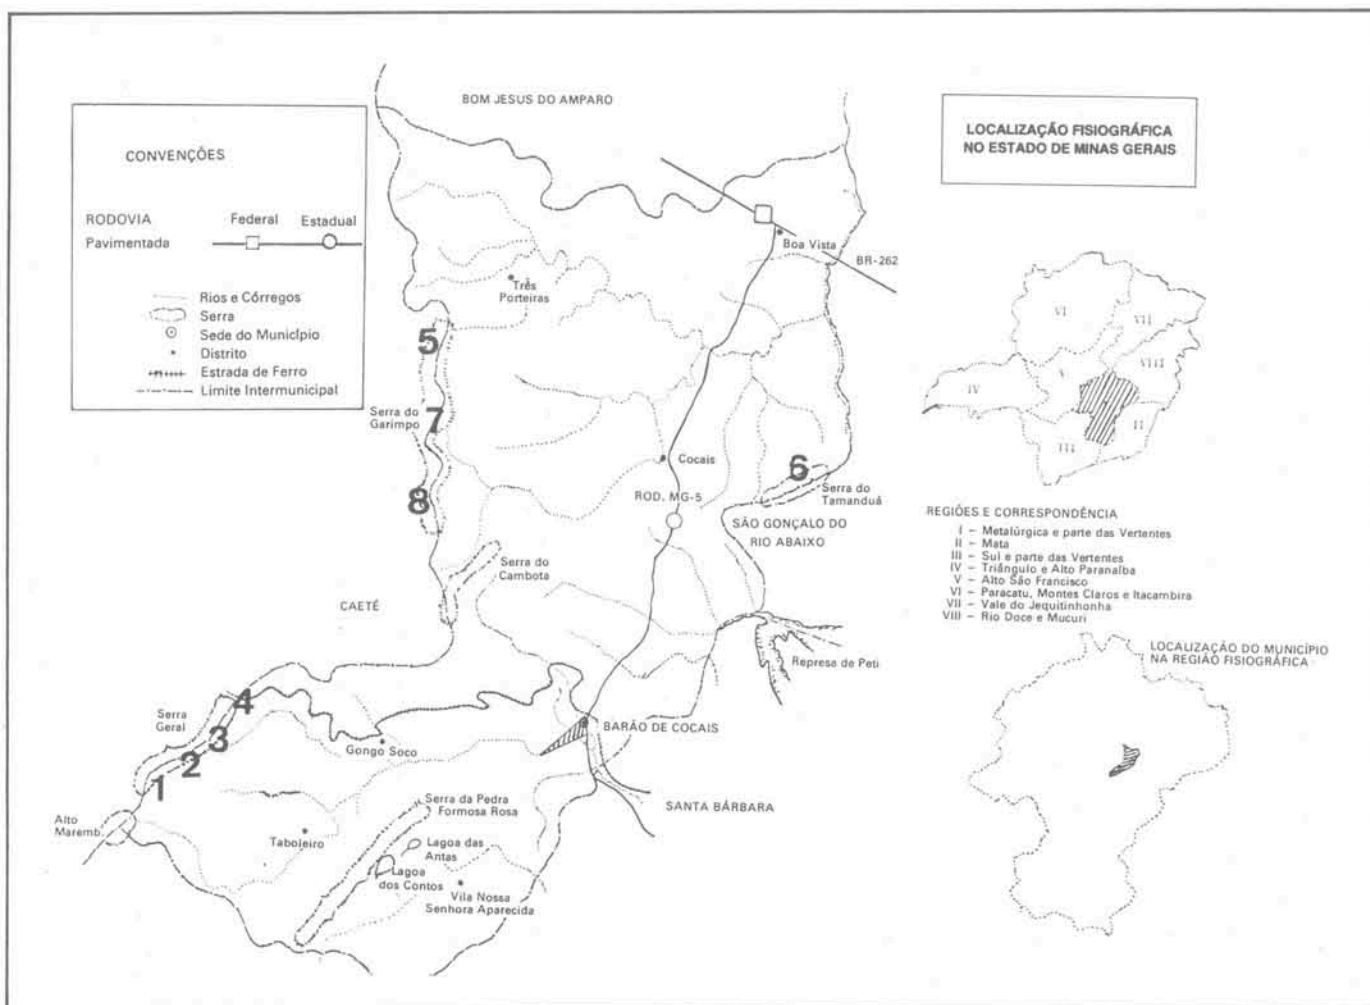 BOM JESUS DO AMPARO
CONVENÇÕES
RODOVIA Federal Estadual
Pavimentada
Rios e Córregos
Serra
Sede do Município
Distrito
Estrada de Ferro
Limite Intermunicipal
LOCALIZAÇÃO FISIOGRÁFICA
NO ESTADO DE MINAS GERAIS
Boa Vista
BR-262
Três
Porteiras
5
Serra do
Garimpo
7
8
Cocais
ROD. MG-5
6
Serra do
Tamanduá
SÃO GONÇALO DO
RIO ABAIXO
Serra do
Cambota
CAETÉ
Represa de Peti
Serra
Geral
4
3
2
1
Gongo Soco
BARÃO DE COCAIS
SANTA BÁRBARA
Alto
Maremb.
Taboleiro
Serra da Pedra
Formosa Rosa
Lagoa das
Antas
Lagoa
dos Contos
Vila Nossa
Senhora Aparecida
VI
VII
VIII
IV
II
III
REGIÕES E CORRESPONDÊNCIA
I – Metalúrgica e parte das Vertentes
II – Mata
III – Sul e parte das Vertentes
IV – Triângulo e Alto Paranaíba
V – Alto São Francisco
VI – Paracatu, Montes Claros e Itacambira
VII – Vale do Jequitinhonha
VIII – Rio Doce e Mucuri
LOCALIZAÇÃO DO MUNICÍPIO
NA REGIÃO FISIOGRÁFICA